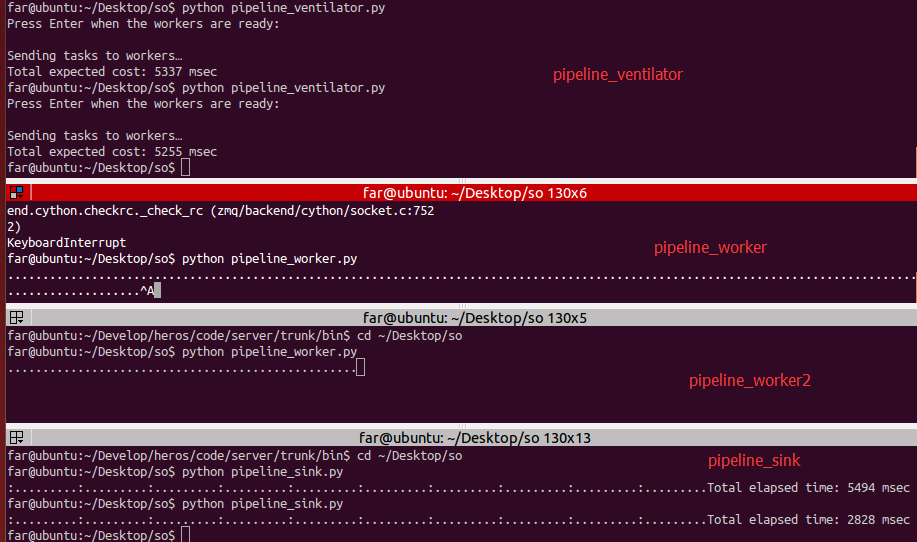 far@ubuntu:~/Desktop/so$ python pipeline_ventilator.py
Press Enter when the workers are ready:
Sending tasks to workers…
Total expected cost: 5337 msec
pipeline_ventilator
far@ubuntu:~/Desktop/so$ python pipeline_ventilator.py
Press Enter when the workers are ready:
Sending tasks to workers…
Total expected cost: 5255 msec
far@ubuntu:~/Desktop/so$
far@ubuntu: ~/Desktop/so 130x6
end.cython.checkrc._check_rc (zmq/backend/cython/socket.c:752
2)
KeyboardInterrupt
pipeline_worker
far@ubuntu:~/Desktop/so$ python pipeline_worker.py
..................................................................................................................................
...................^A
far@ubuntu: ~/Desktop/so 130x5
far@ubuntu:~/Develop/heros/code/server/trunk/bin$ cd ~/Desktop/so
far@ubuntu:~/Desktop/so$ python pipeline_worker.py
..................................................
pipeline_worker2
far@ubuntu: ~/Desktop/so 130x13
far@ubuntu:~/Develop/heros/code/server/trunk/bin$ cd ~/Desktop/so
pipeline_sink
far@ubuntu:~/Desktop/so$ python pipeline_sink.py
:.........:.........:.........:.........:.........:.........:.........:.........:.........:.........Total elapsed time: 5494 msec
far@ubuntu:~/Desktop/so$ python pipeline_sink.py
:.........:.........:.........:.........:.........:.........:.........:.........:.........:.........Total elapsed time: 2828 msec
far@ubuntu:~/Desktop/so$